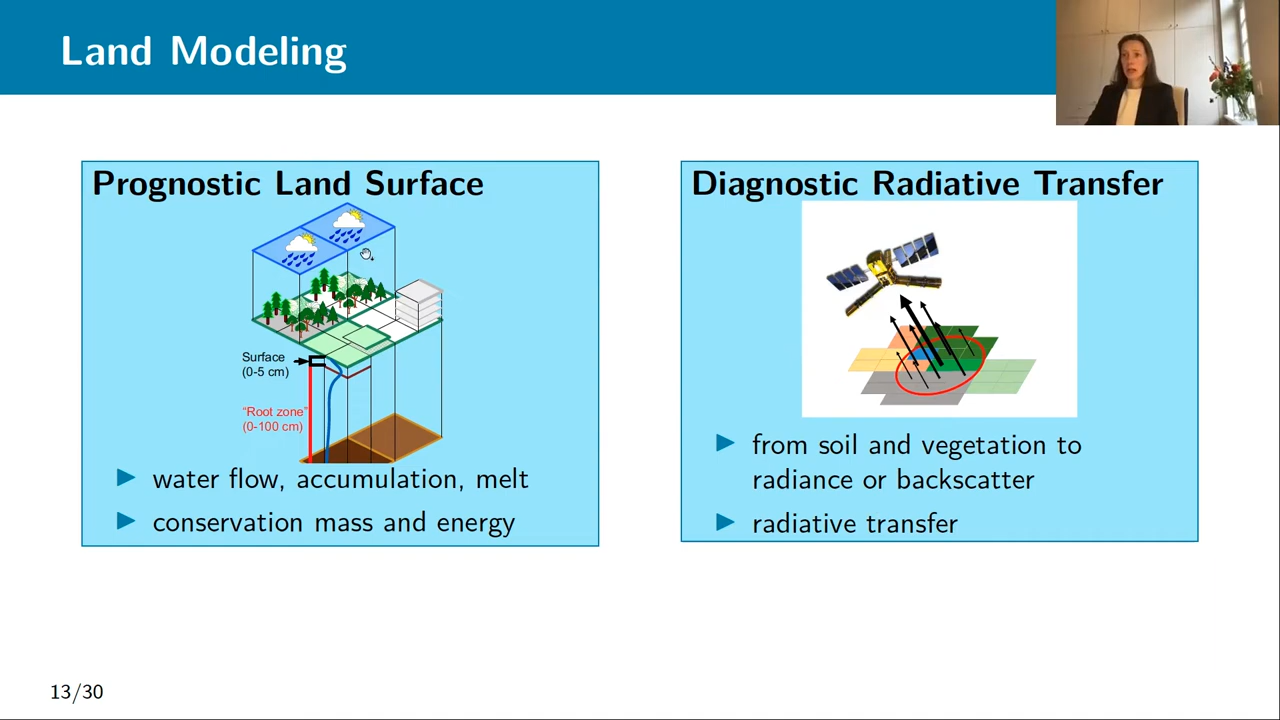 Land Modeling
Prognostic Land Surface
Surface
(0-5 cm)
“Root zone”
(0-100 cm)
▶ water flow, accumulation, melt
▶ conservation mass and energy
Diagnostic Radiative Transfer
▶ from soil and vegetation to
radiance or backscatter
▶ radiative transfer
13/30